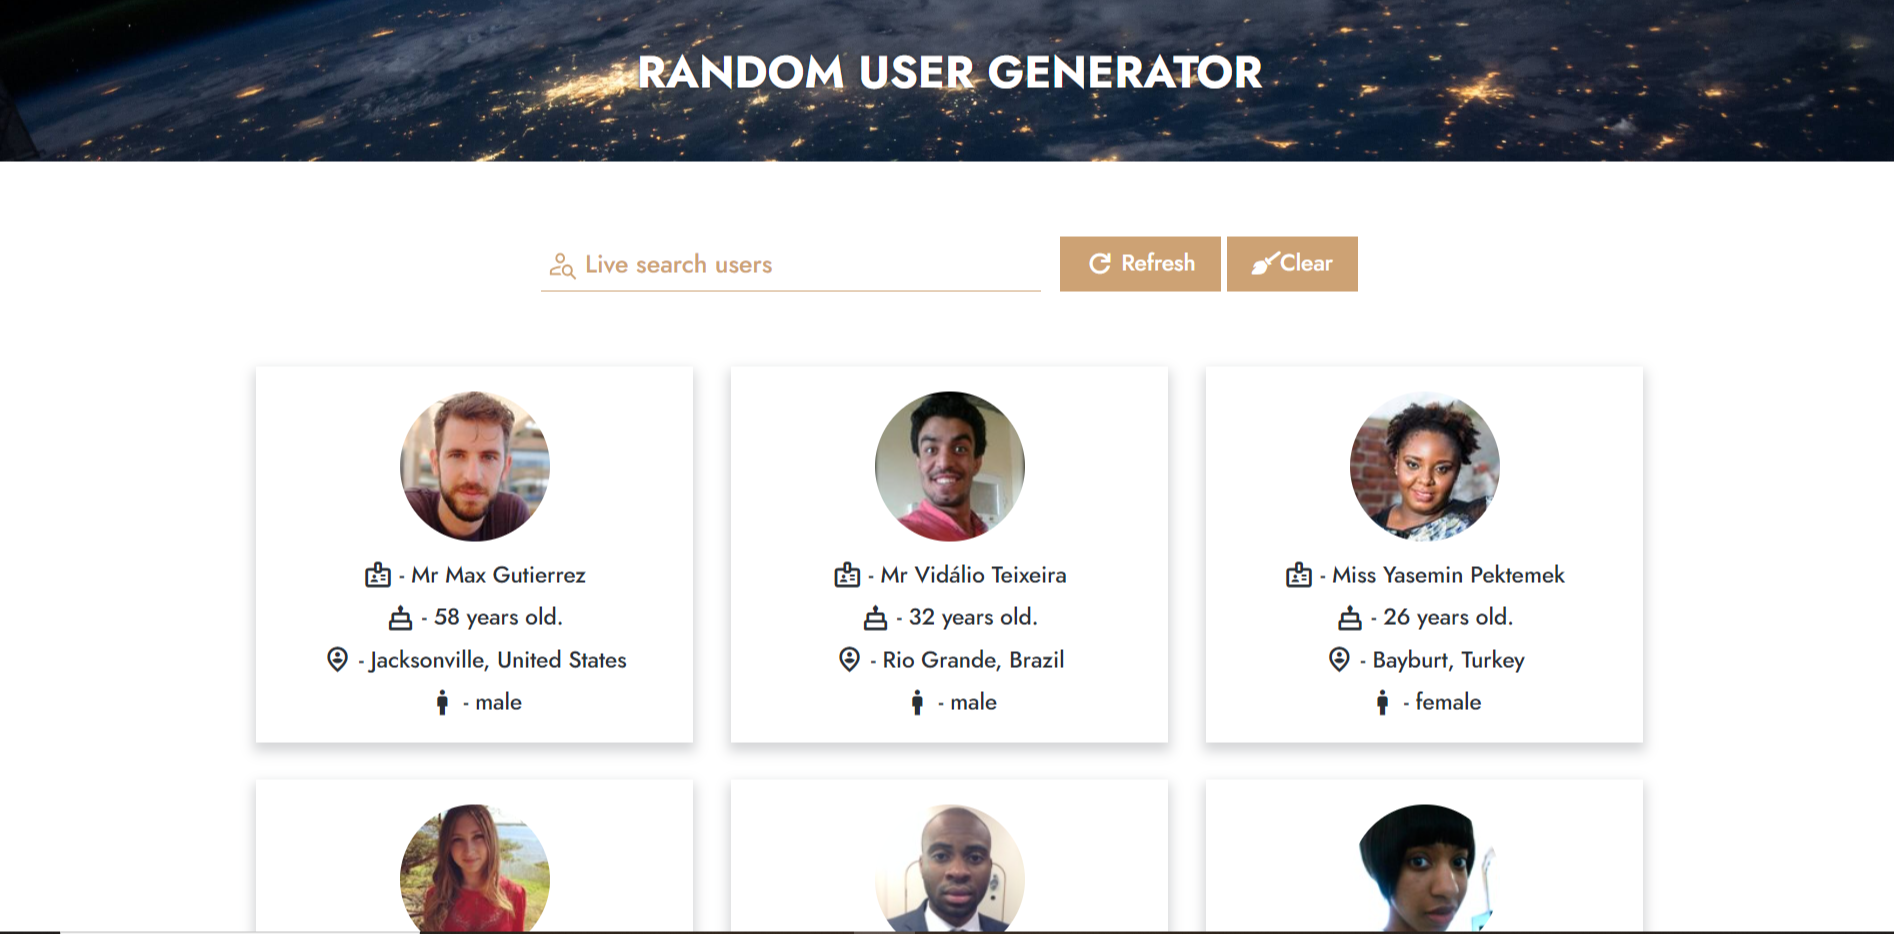 RANDOM USER GENERATOR
Live search users
Refresh
Clear
- Mr Max Gutierrez
- 58 years old.
- Jacksonville, United States
- male
- Mr Vidálio Teixeira
- 32 years old.
- Rio Grande, Brazil
- male
- Miss Yasemin Pektemek
- 26 years old.
- Bayburt, Turkey
- female